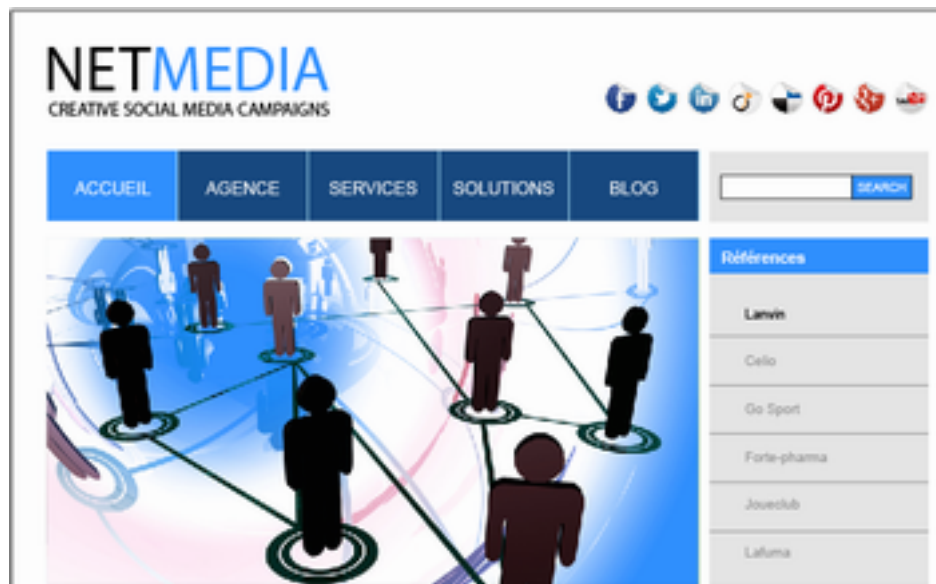 NETMEDIA
CREATIVE SOCIAL MEDIA CAMPAIGNS
ACCUEIL AGENCE SERVICES SOLUTIONS BLOG
SEARCH
Références
Lanvin
Celio
Go Sport
Forte-pharma
Joueclub
Lafuma